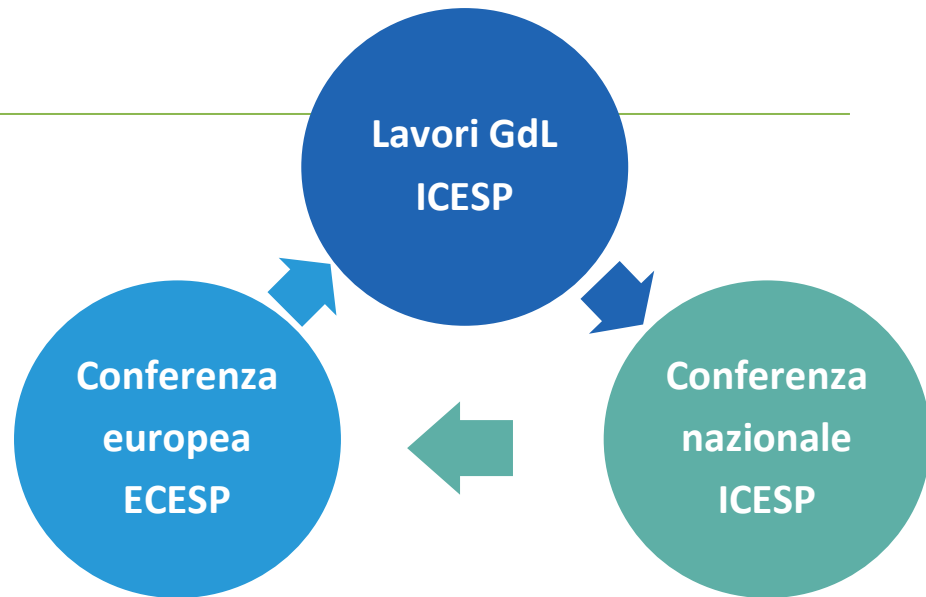 Lavori GdL
ICESP
Conferenza
europea
ECESP
Conferenza
nazionale
ICESP